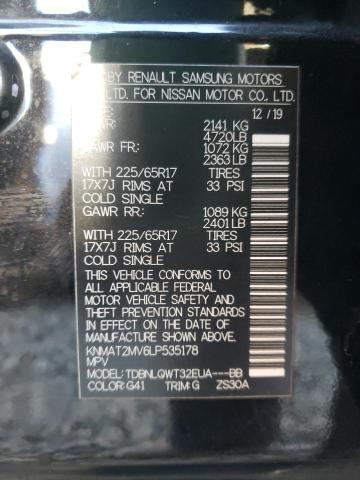 BY RENAULT SAMSUNG MOTORS
LTD. FOR NISSAN MOTOR CO., LTD.
12/19
2141 KG
4720LB
GAWR FR: 1072 KG
2363LB
WITH 225/65R17 TIRES
17X7J RIMS AT 33 PSI
COLD SINGLE
GAWR RR: 1089 KG
2401LB
WITH 225/65R17 TIRES
17X7J RIMS AT 33 PSI
COLD SINGLE
THIS VEHICLE CONFORMS TO
ALL APPLICABLE FEDERAL
MOTOR VEHICLE SAFETY AND
THEFT PREVENTION STANDARDS
IN EFFECT ON THE DATE OF
MANUFACTURE SHOWN ABOVE.
KNMAT2MV6LP535178
MPV
MODEL: TDBNLQWT32EUA---BB
COLOR: G41 TRIM: G ZS30A